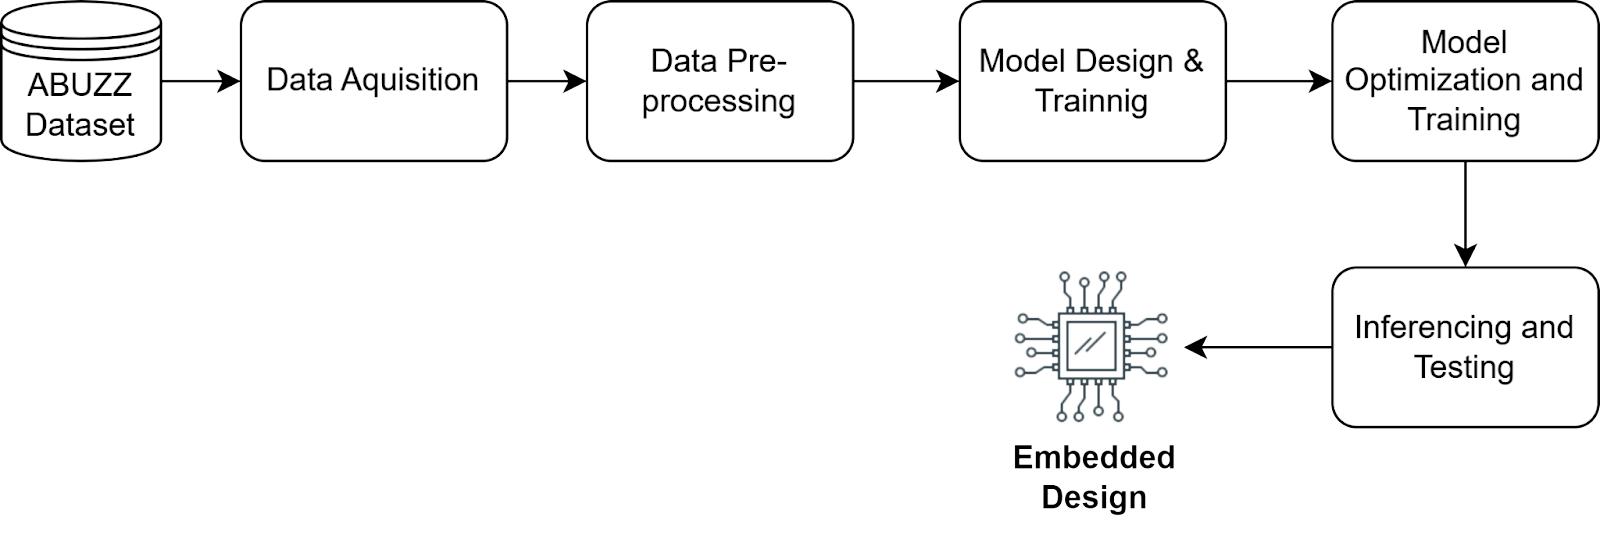 ABUZZ
Dataset
Data Aquisition
Data Pre-
processing
Model Design &
Trainnig
Model
Optimization and
Training
Inferencing and
Testing
Embedded
Design